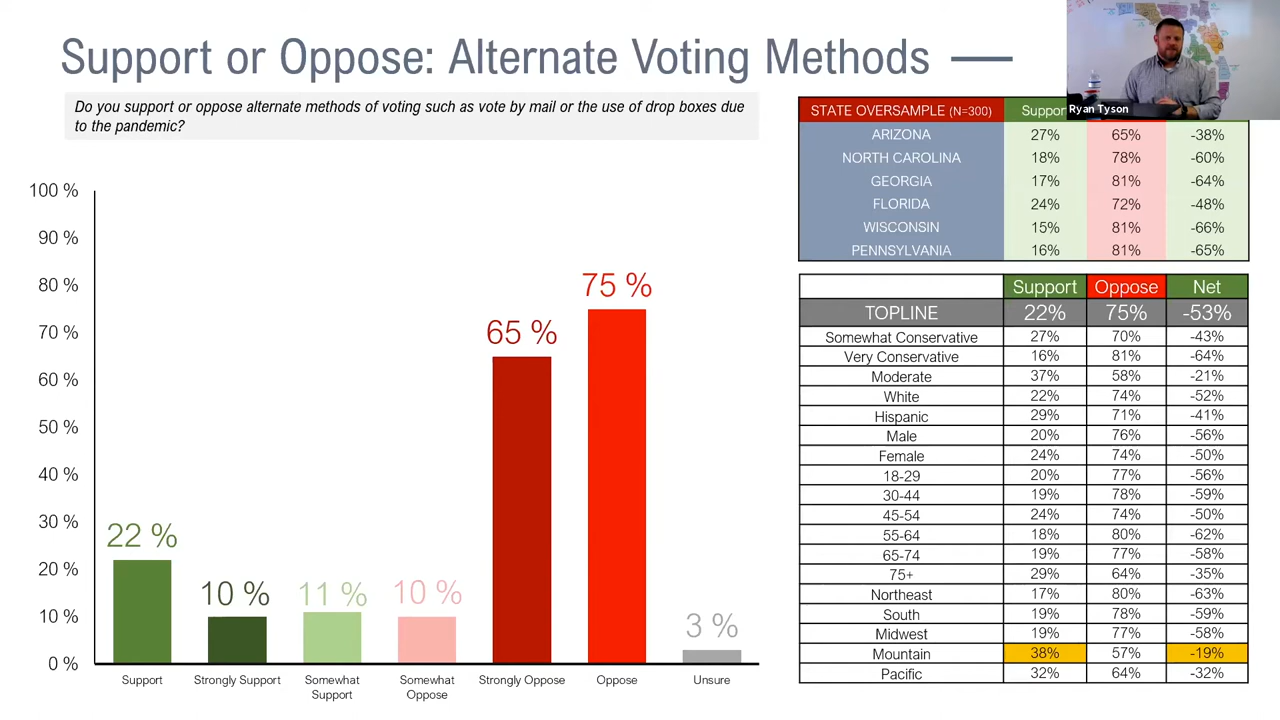 Support or Oppose: Alternate Voting Methods
Do you support or oppose alternate methods of voting such as vote by mail or the use of drop boxes due
to the pandemic?
Ryan Tyson
STATE OVERSAMPLE (N=300)
ARIZONA 27% 65% -38%
NORTH CAROLINA 18% 78% -60%
GEORGIA 17% 81% -64%
FLORIDA 24% 72% -48%
WISCONSIN 15% 81% -66%
PENNSYLVANIA 16% 81% -65%
Support Oppose Net
TOPLINE 22% 75% -53%
Somewhat Conservative 27% 70% -43%
Very Conservative 16% 81% -64%
Moderate 37% 58% -21%
White 22% 74% -52%
Hispanic 29% 71% -41%
Male 20% 76% -56%
Female 24% 74% -50%
18-29 20% 77% -56%
30-44 19% 78% -59%
45-54 24% 74% -50%
55-64 18% 80% -62%
65-74 19% 77% -58%
75+ 29% 64% -35%
Northeast 17% 80% -63%
South 19% 78% -59%
Midwest 19% 77% -58%
Mountain 38% 57% -19%
Pacific 32% 64% -32%
100 %
90 %
80 %
70 %
60 %
50 %
40 %
30 %
20 %
10 %
0 %
22 %
10 %
11 %
10 %
65 %
75 %
3 %
Support
Strongly Support
Somewhat
Support
Somewhat
Oppose
Strongly Oppose
Oppose
Unsure